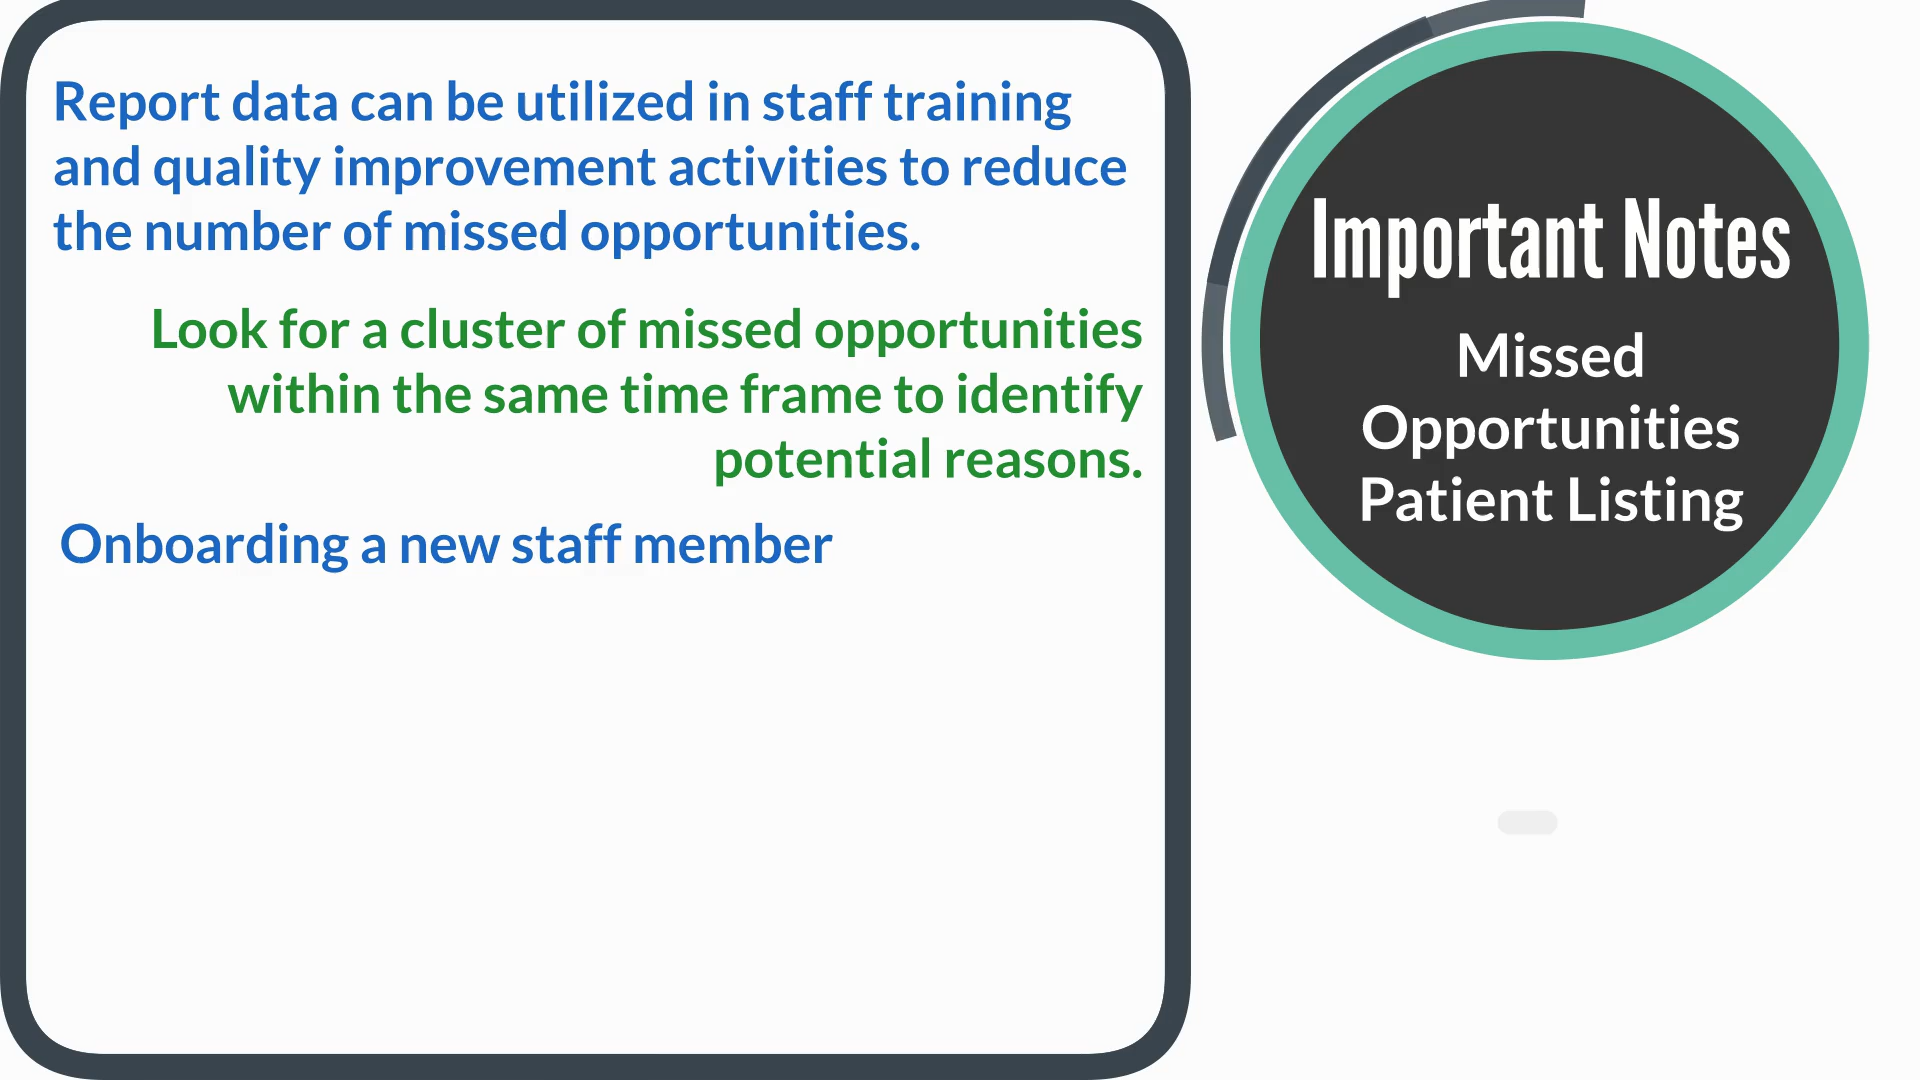 Report data can be utilized in staff training
and quality improvement activities to reduce
the number of missed opportunities.
Look for a cluster of missed opportunities
within the same time frame to identify
potential reasons.
Onboarding a new staff member
Important Notes
Missed
Opportunities
Patient Listing